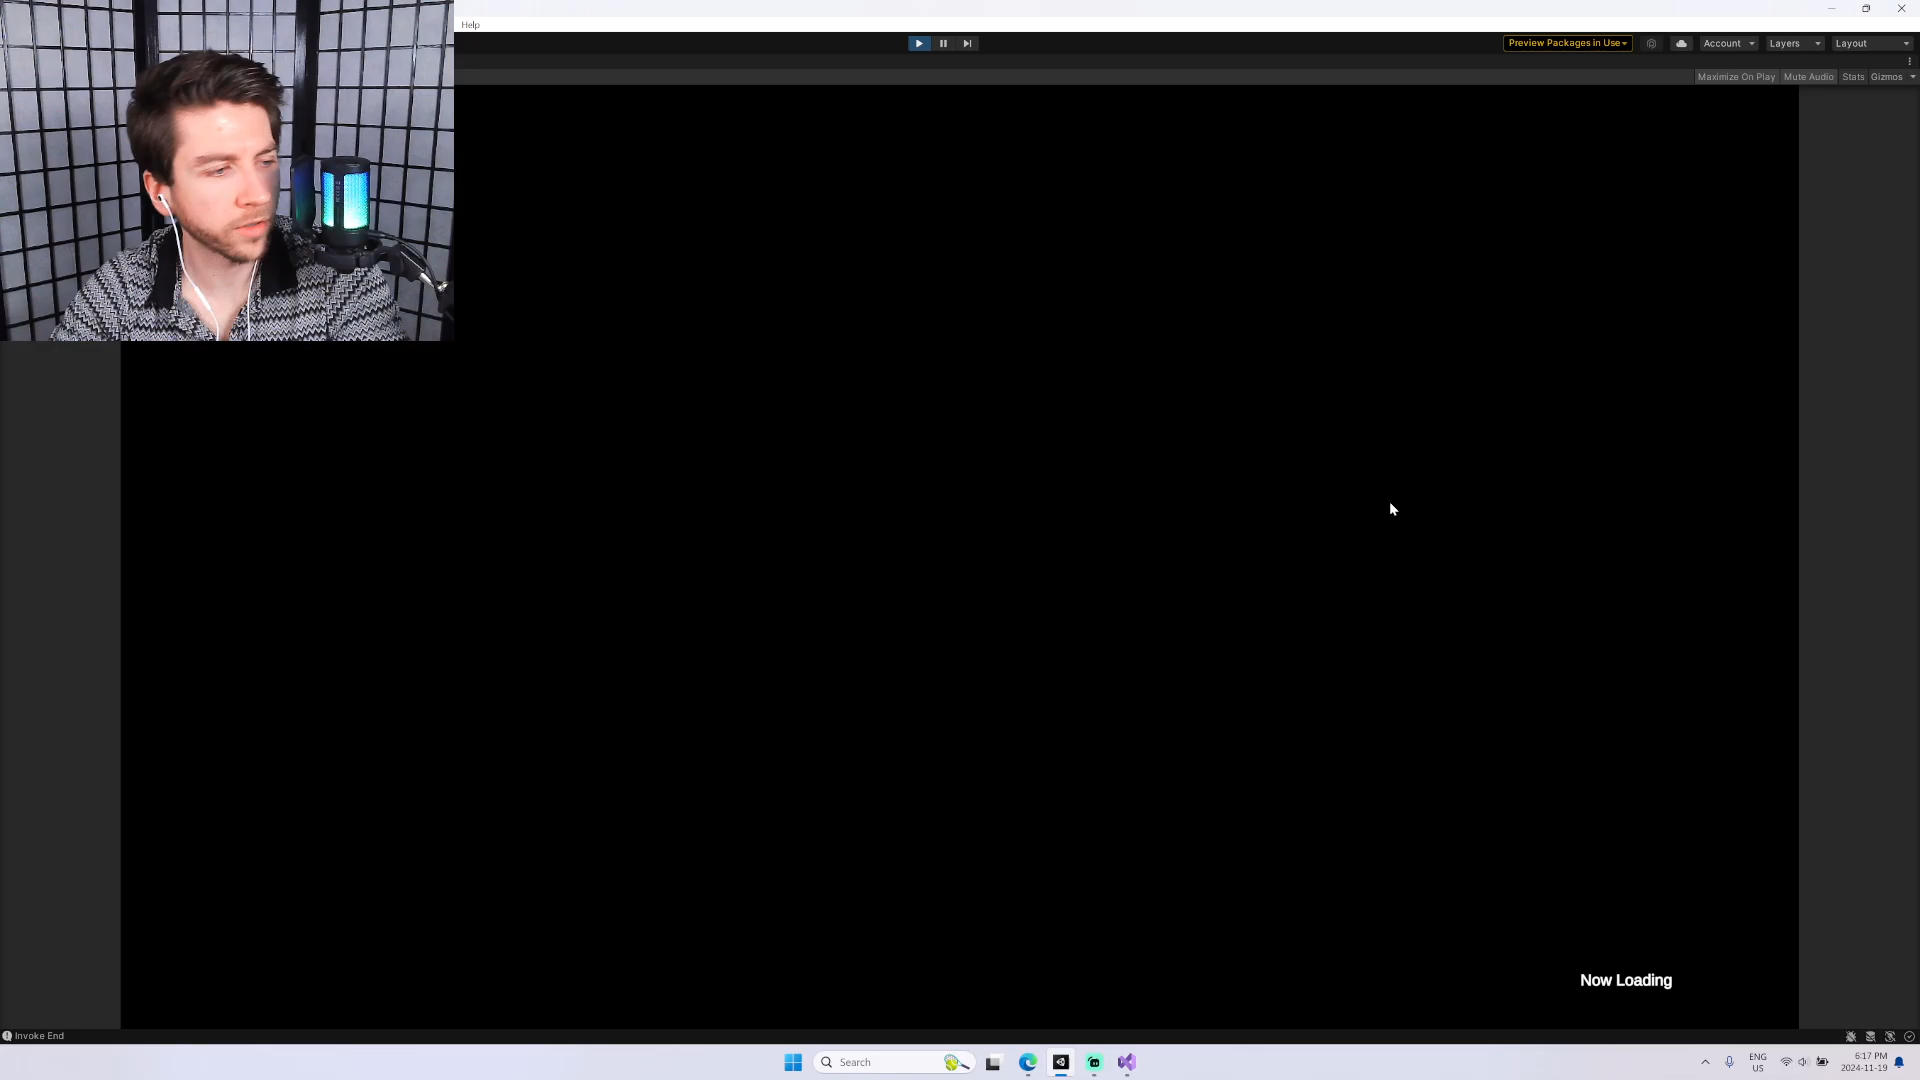 Help
Preview Packages in Use
Account
Layers
Layout
Maximize On Play
Mute Audio
Stats
Gizmos
Now Loading
Invoke End
Search
ENG
US
6:17 PM
2024-11-19